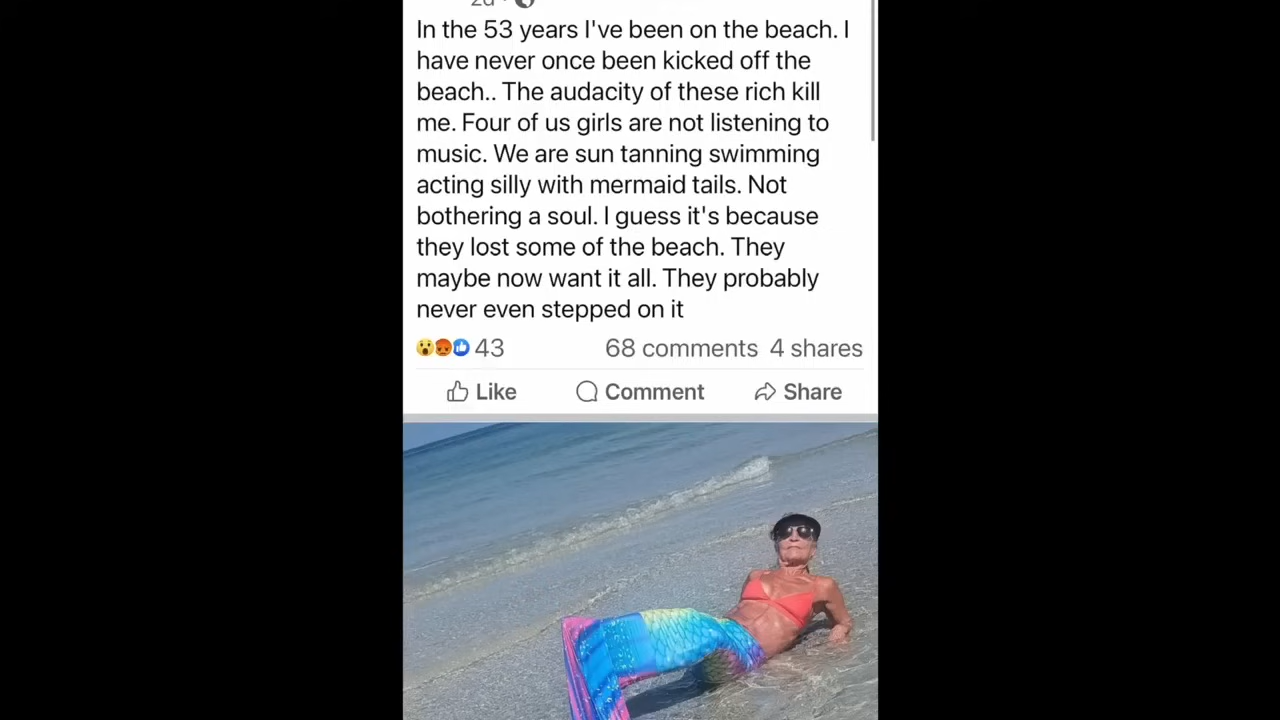 In the 53 years I've been on the beach. I
have never once been kicked off the
beach.. The audacity of these rich kill
me. Four of us girls are not listening to
music. We are sun tanning swimming
acting silly with mermaid tails. Not
bothering a soul. I guess it's because
they lost some of the beach. They
maybe now want it all. They probably
never even stepped on it
43 68 comments 4 shares
Like Comment Share